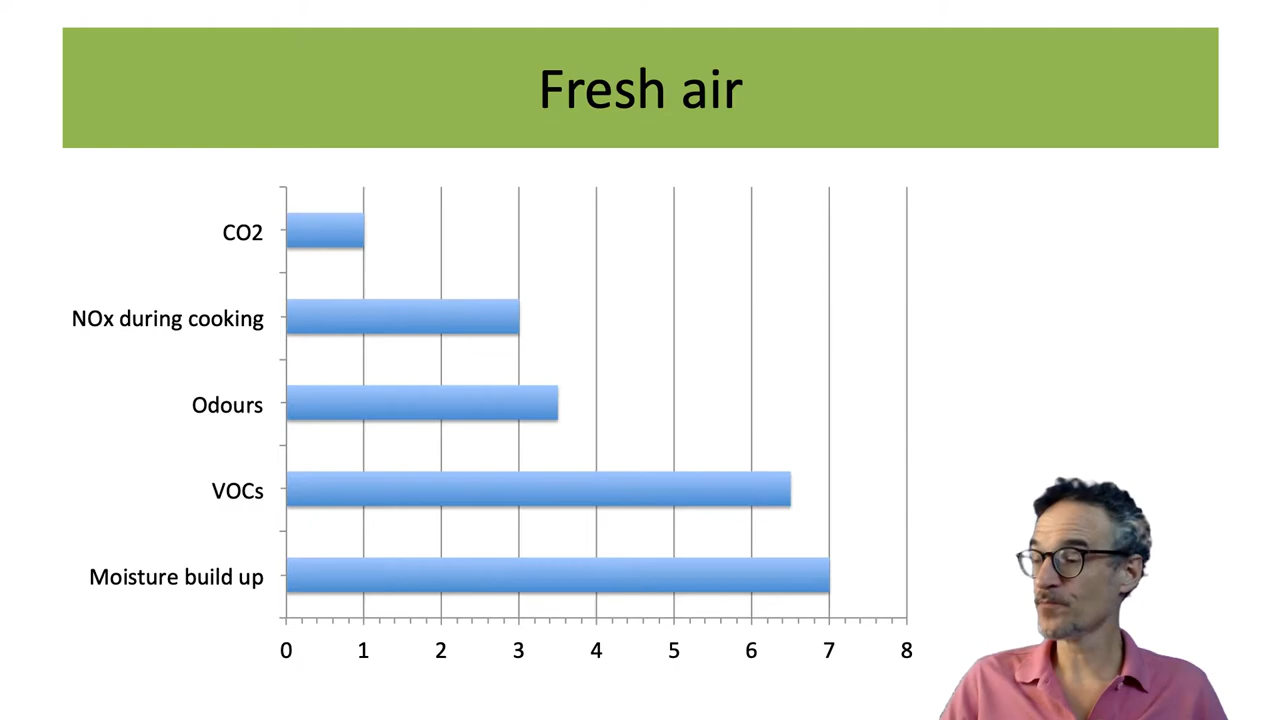 Fresh air
CO2
NOx during cooking
Odours
VOCs
Moisture build up
0 1 2 3 4 5 6 7 8